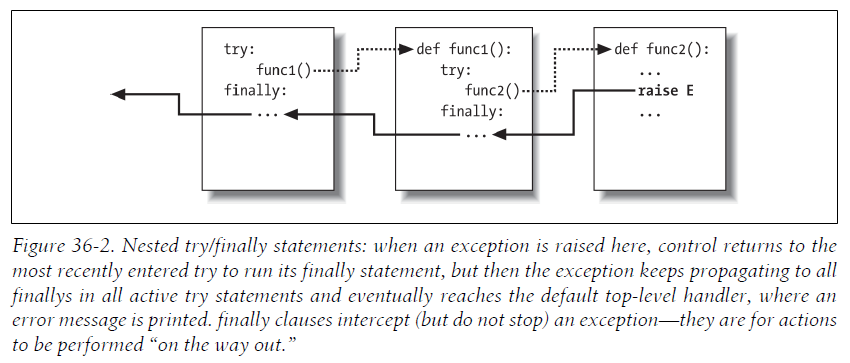 try:
func1()
finally:
...
def func1():
try:
func2()
finally:
...
def func2():
...
raise E
...
Figure 36-2. Nested try/finally statements: when an exception is raised here, control returns to the
most recently entered try to run its finally statement, but then the exception keeps propagating to all
finallys in all active try statements and eventually reaches the default top-level handler, where an
error message is printed. finally clauses intercept (but do not stop) an exception—they are for actions
to be performed “on the way out.”